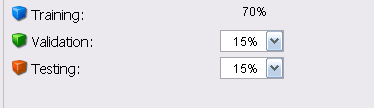 Training: 70%
Validation: 15%
Testing: 15%